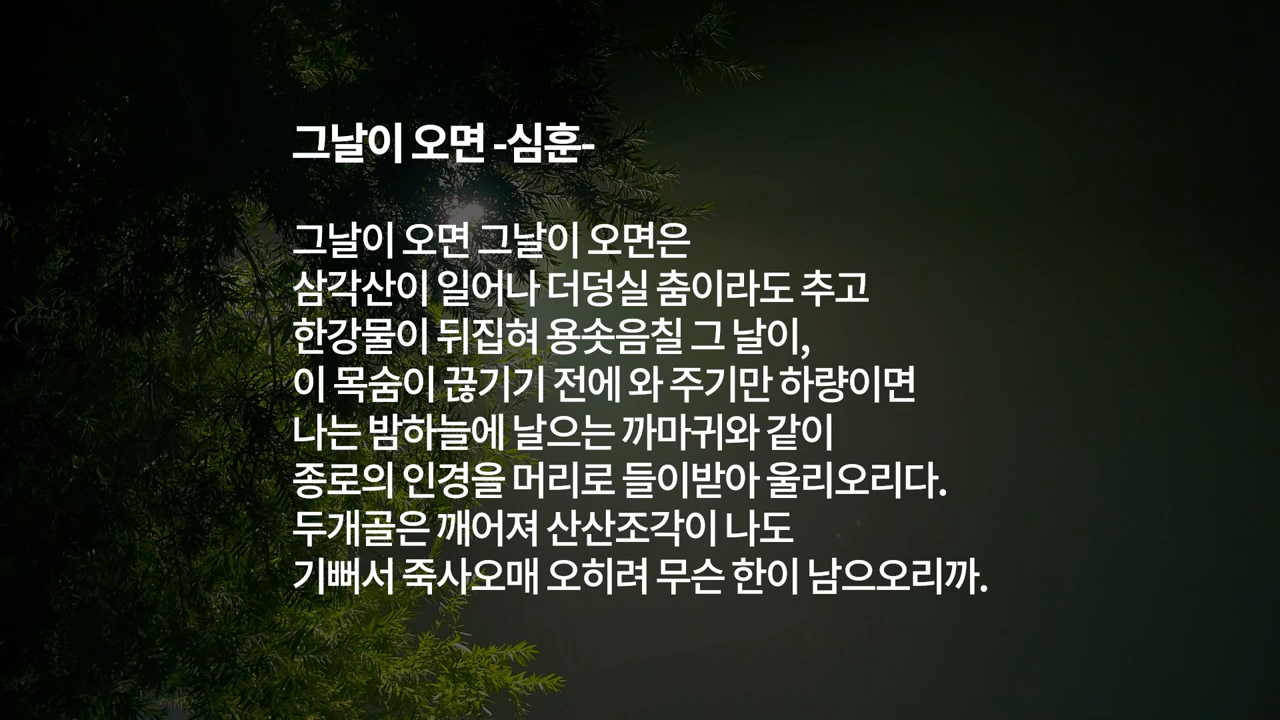 그날이 오면 -심훈-
그날이 오면 그날이 오면은
삼각산이 일어나 더덩실 춤이라도 추고
한강물이 뒤집혀 용솟음칠 그 날이,
이 목숨이 끊기기 전에 와 주기만 하량이면
나는 밤하늘에 날으는 까마귀와 같이
종로의 인경을 머리로 들이받아 울리오리다.
두개골은 깨어져 산산조각이 나도
기뻐서 죽사오매 오히려 무슨 한이 남으오리까.